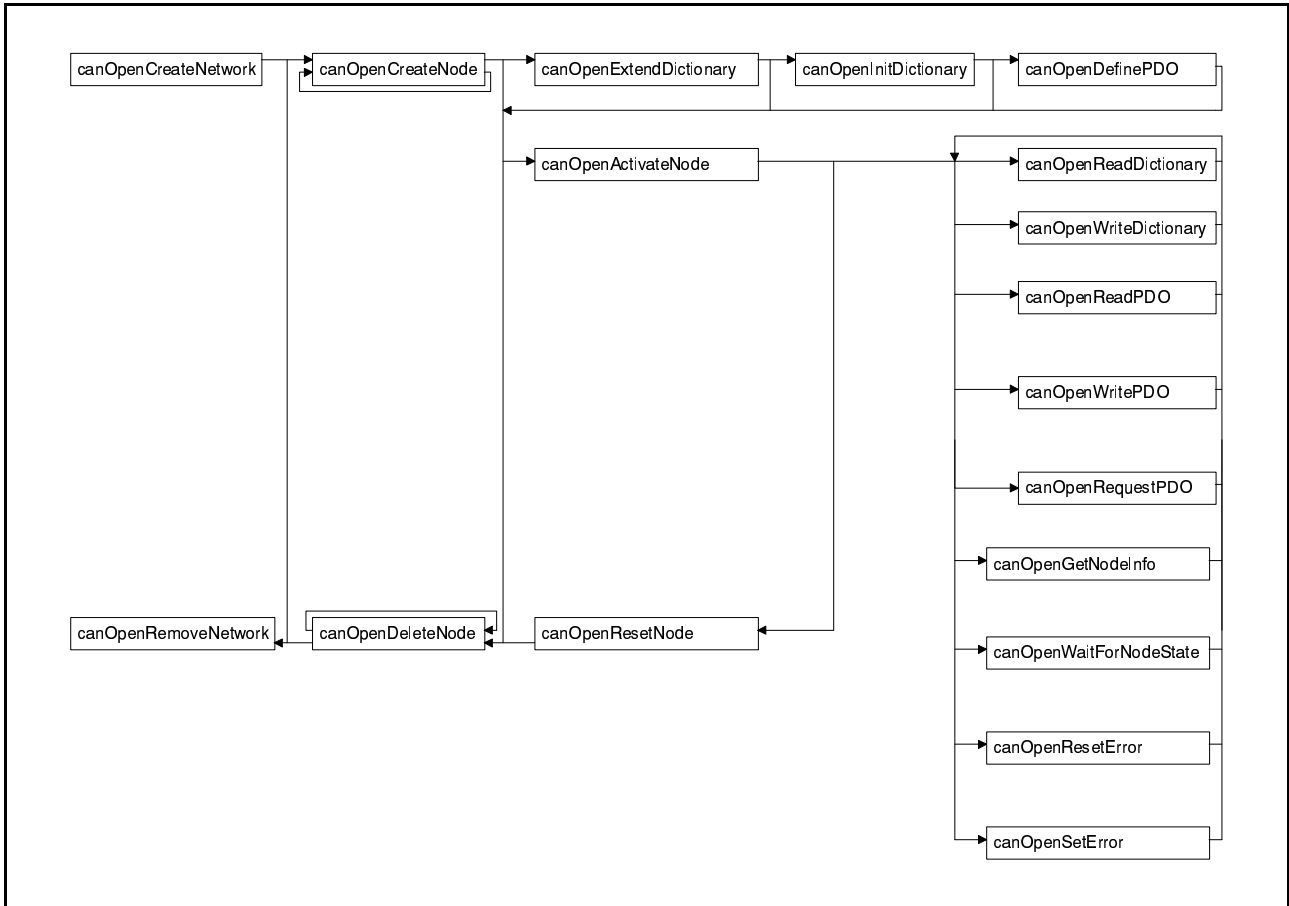 canOpenCreateNetwork
canOpenCreateNode
canOpenExtendDictionary
canOpenInitDictionary
canOpenDefinePDO
canOpenActivateNode
canOpenReadDictionary
canOpenWriteDictionary
canOpenReadPDO
canOpenWritePDO
canOpenRequestPDO
canOpenGetNodeInfo
canOpenRemoveNetwork
canOpenDeleteNode
canOpenResetNode
canOpenWaitForNodeState
canOpenResetError
canOpenSetError